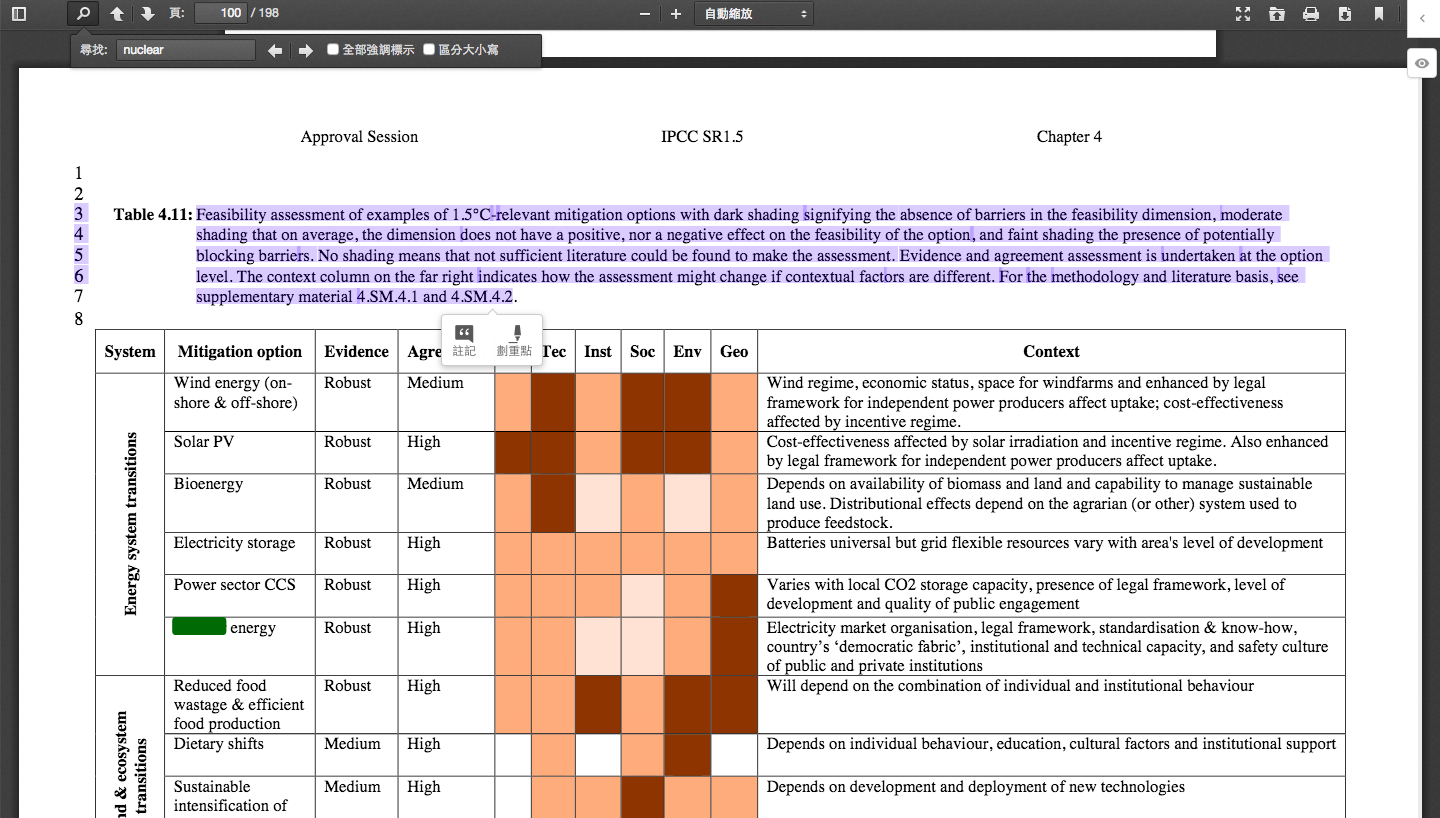 頁: 100 / 198 自動縮放
尋找: nuclear 全部強調標示 區分大小寫
Approval Session IPCC SR1.5 Chapter 4
1
2
3 Table 4.11: Feasibility assessment of examples of 1.5°C-relevant mitigation options with dark shading signifying the absence of barriers in the feasibility dimension, moderate
4 shading that on average, the dimension does not have a positive, nor a negative effect on the feasibility of the option, and faint shading the presence of potentially
5 blocking barriers. No shading means that not sufficient literature could be found to make the assessment. Evidence and agreement assessment is undertaken at the option
6 level. The context column on the far right indicates how the assessment might change if contextual factors are different. For the methodology and literature basis, see
7 supplementary material 4.SM.4.1 and 4.SM.4.2.
8
註記 劃重點
System Mitigation option Evidence Agre Tec Inst Soc Env Geo Context
Energy system transitions
Wind energy (on- Robust Medium Wind regime, economic status, space for windfarms and enhanced by legal
shore & off-shore) framework for independent power producers affect uptake; cost-effectiveness
affected by incentive regime.
Solar PV Robust High Cost-effectiveness affected by solar irradiation and incentive regime. Also enhanced
by legal framework for independent power producers affect uptake.
Bioenergy Robust Medium Depends on availability of biomass and land and capability to manage sustainable
land use. Distributional effects depend on the agrarian (or other) system used to
produce feedstock.
Electricity storage Robust High Batteries universal but grid flexible resources vary with area's level of development
Power sector CCS Robust High Varies with local CO2 storage capacity, presence of legal framework, level of
development and quality of public engagement
energy Robust High Electricity market organisation, legal framework, standardisation & know-how,
country's ‘democratic fabric’, institutional and technical capacity, and safety culture
of public and private institutions
nd & ecosystem
transitions
Reduced food Robust High Will depend on the combination of individual and institutional behaviour
wastage & efficient
food production
Dietary shifts Medium High Depends on individual behaviour, education, cultural factors and institutional support
Sustainable Medium High Depends on development and deployment of new technologies
intensification of